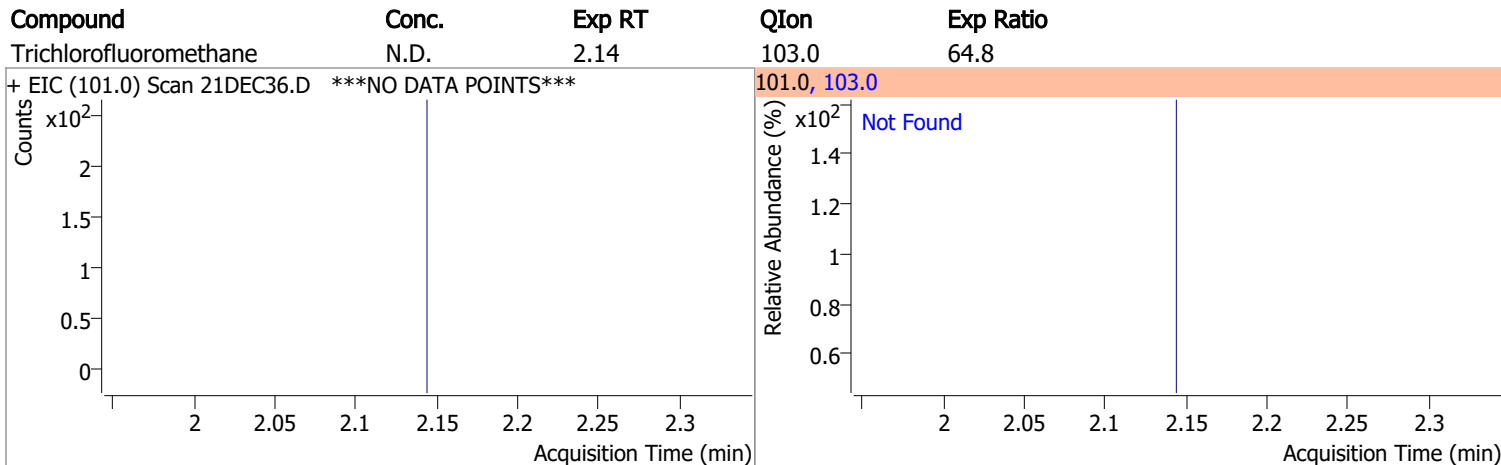 Compound Conc. Exp RT QIon Exp Ratio
Trichlorofluoromethane N.D. 2.14 103.0 64.8
+ EIC (101.0) Scan 21DEC36.D ***NO DATA POINTS***
Counts
x10²
2
1.5
1
0.5
0
2 2.05 2.1 2.15 2.2 2.25 2.3
Acquisition Time (min)
101.0, 103.0
Relative Abundance (%)
x10²
Not Found
1.4
1.2
1
0.8
0.6
2 2.05 2.1 2.15 2.2 2.25 2.3
Acquisition Time (min)